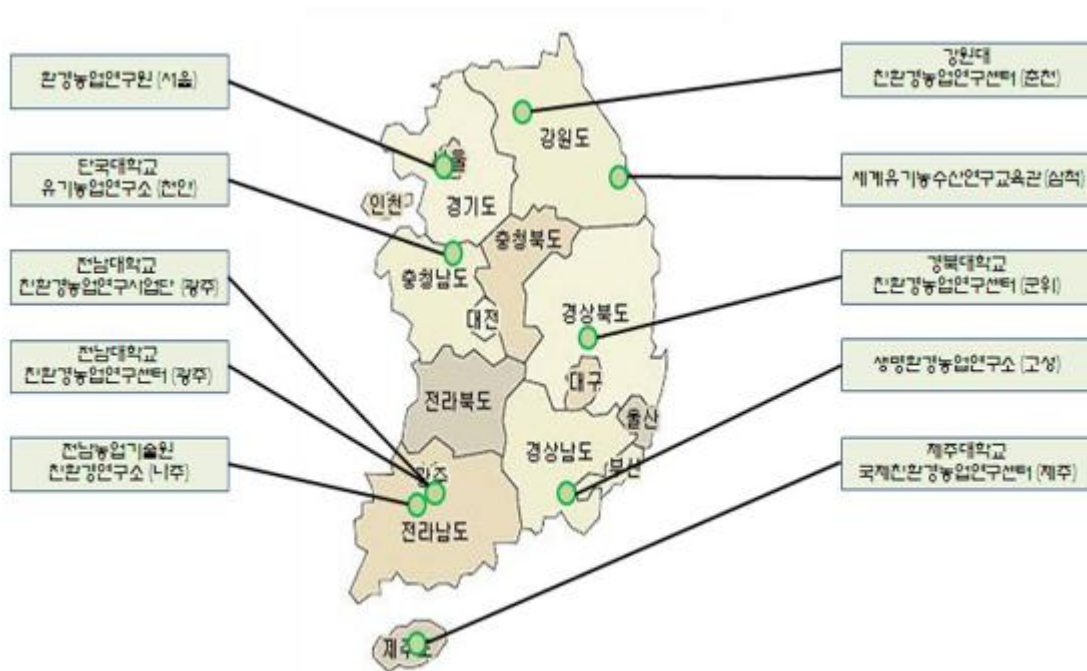 환경농업연구원 (서울)
단국대학교
유기농업연구소 (천안)
전남대학교
친환경농업연구사업단 (광주)
전남대학교
친환경농업연구센터 (광주)
전남농업기술원
친환경연구소 (나주)
강원대
친환경농업연구센터 (춘천)
세계유기농수산연구교육관 (삼척)
경북대학교
친환경농업연구센터 (군위)
생명환경농업연구소 (고성)
제주대학교
국제친환경농업연구센터 (제주)
강원도
서울
인천
경기도
충청북도
충청남도
대전
경상북도
대구
전라북도
울산
경상남도
부산
광주
전라남도
제주도